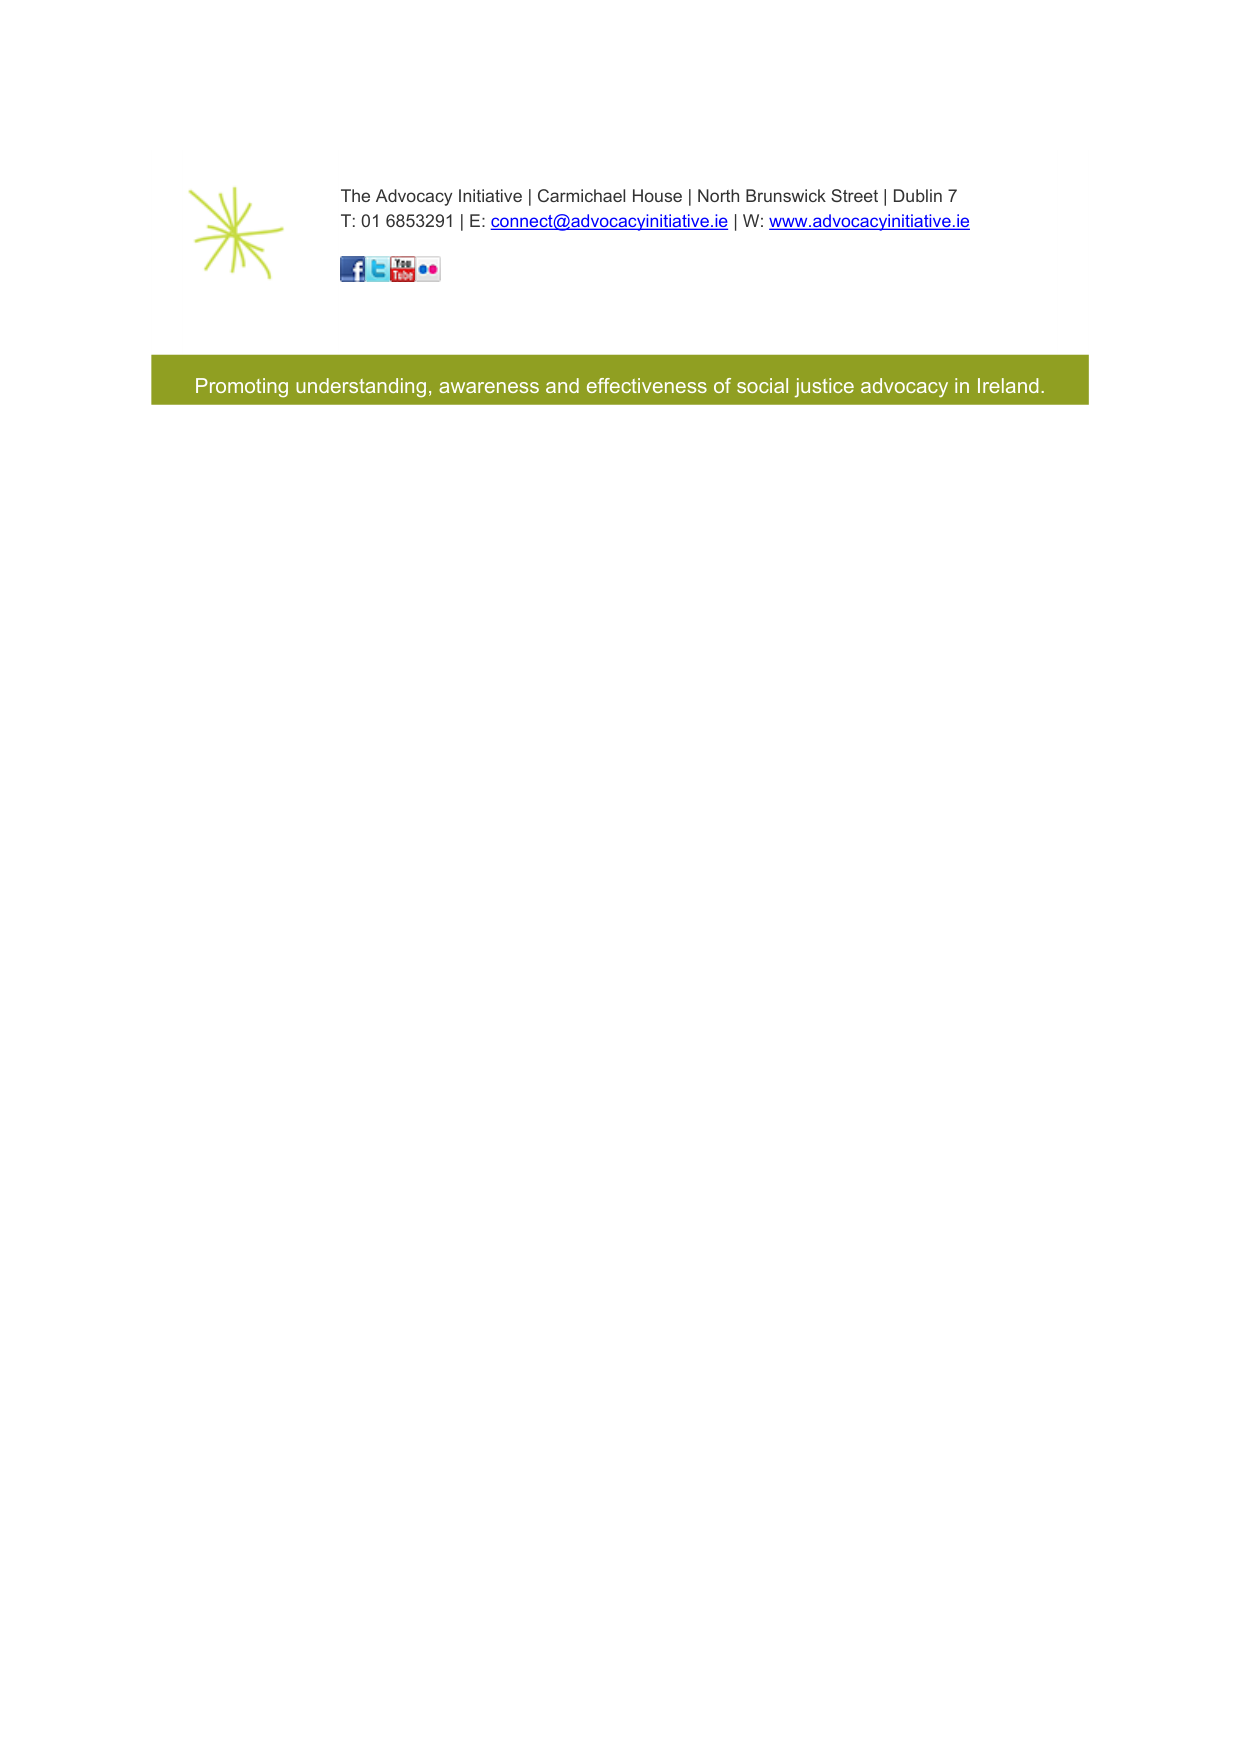 The Advocacy Initiative | Carmichael House | North Brunswick Street | Dublin 7
T: 01 6853291 | E: connect@advocacyinitiative.ie | W: www.advocacyinitiative.ie
f t You Tube
Promoting understanding, awareness and effectiveness of social justice advocacy in Ireland.